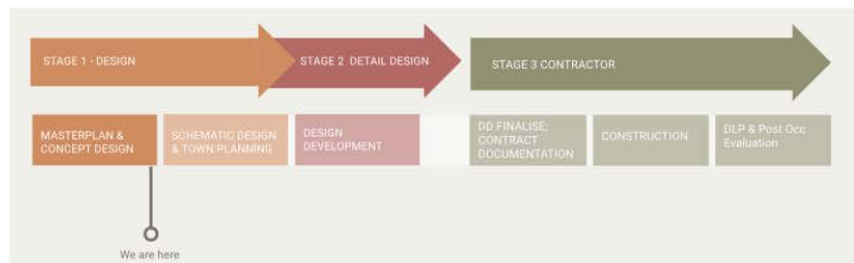 STAGE 1 - DESIGN
STAGE 2  DETAIL DESIGN
STAGE 3 CONTRACTOR
MASTERPLAN &
CONCEPT DESIGN
SCHEMATIC DESIGN
& TOWN PLANNING
DESIGN
DEVELOPMENT
DD FINALISE;
CONTRACT
DOCUMENTATION
CONSTRUCTION
DLP & Post Occ
Evaluation
We are here